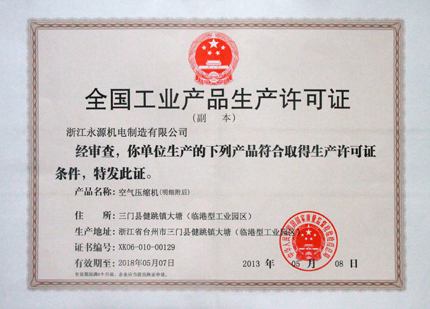 全国工业产品生产许可证
(副 本)
浙江永源机电制造有限公司
经审查，你单位生产的下列产品符合取得生产许可证
条件，特发此证。
产品名称：空气压缩机(明细附后)
住 所：三门县健跳镇大塘（临港型工业园区）
生产地址：浙江省台州市三门县健跳镇大塘（临港型工业园区）
证书编号：XK06-010-00129
有效期至：2018年05月07日
2013 年 05 月 08 日